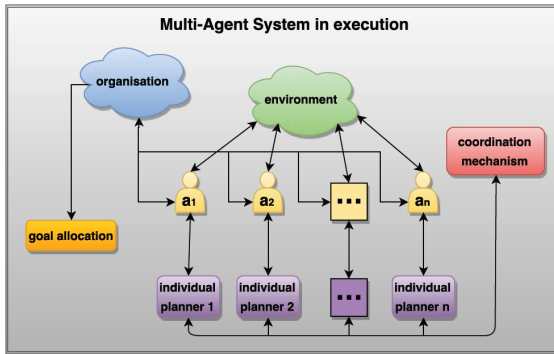 Multi-Agent System in execution
organisation
environment
coordination
mechanism
a1
a2
...
an
goal allocation
individual
planner 1
individual
planner 2
...
individual
planner n